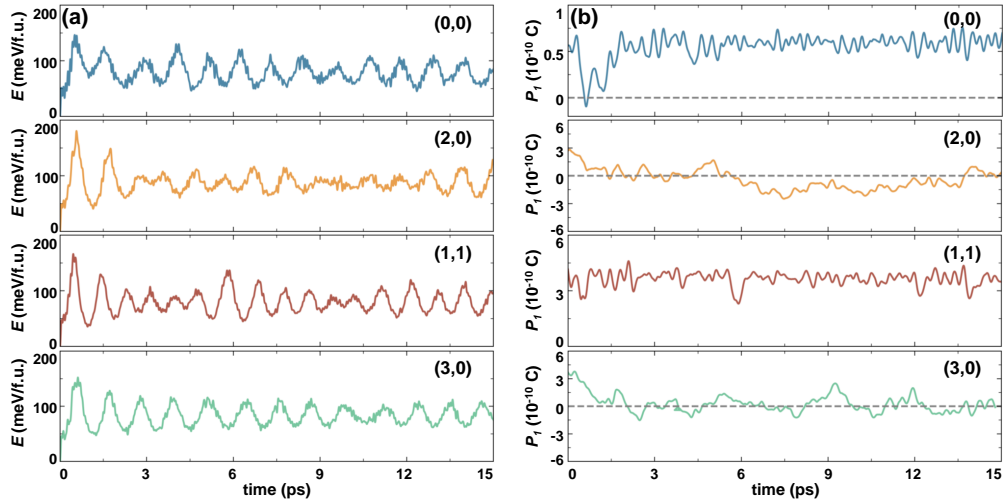 (a)
(0,0)
E (meV/f.u.)
200
100
0
(2,0)
E (meV/f.u.)
200
100
0
(1,1)
E (meV/f.u.)
200
100
0
(3,0)
E (meV/f.u.)
200
100
0
0 3 6 9 12 15
time (ps)
(b)
(0,0)
P1 (10-10 C)
1
0.5
0
(2,0)
P1 (10-10 C)
6
3
0
-3
-6
(1,1)
P1 (10-10 C)
6
3
0
(3,0)
P1 (10-10 C)
6
3
0
-3
-6
0 3 6 9 12 15
time (ps)